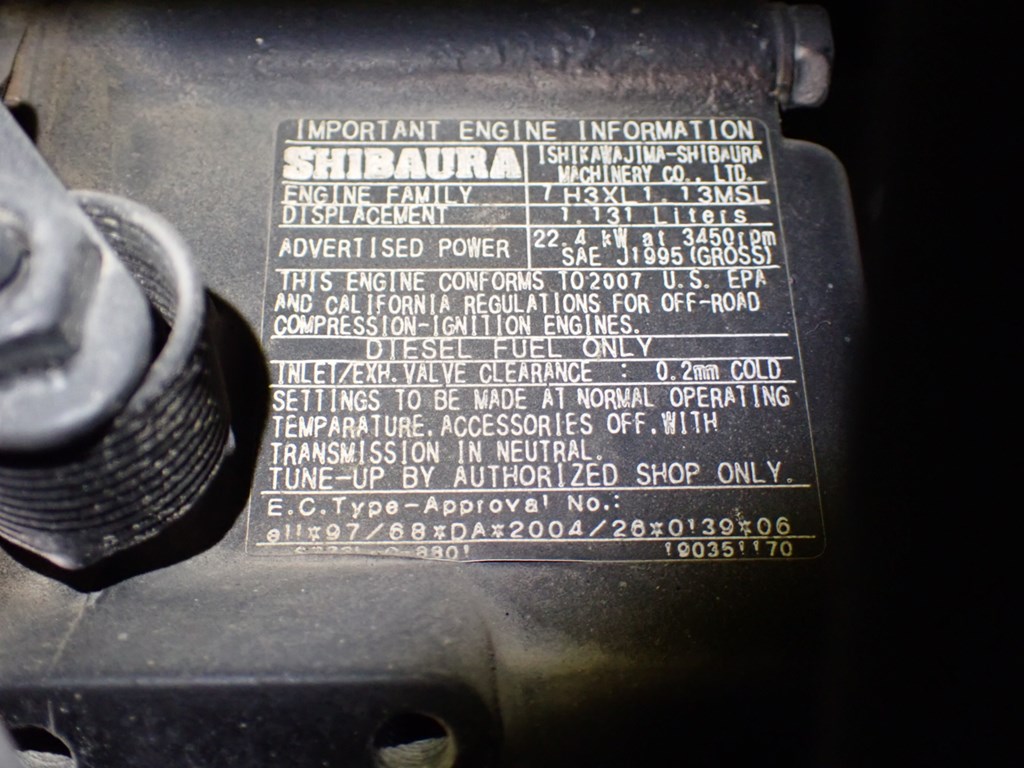 IMPORTANT ENGINE INFORMATION
SHIBAURA
ISHIKAWAJIMA-SHIBAURA
MACHINERY CO., LTD.
ENGINE FAMILY 7H3XL1.13MSL
DISPLACEMENT 1.131 Liters
ADVERTISED POWER
22.4 kW at 3450rpm
SAE J1995(GROSS)
THIS ENGINE CONFORMS TO2007 U.S. EPA
AND CALIFORNIA REGULATIONS FOR OFF-ROAD
COMPRESSION-IGNITION ENGINES.
DIESEL FUEL ONLY
INLET/EXH.VALVE CLEARANCE : 0.2mm COLD
SETTINGS TO BE MADE AT NORMAL OPERATING
TEMPARATURE.ACCESSORIES OFF.WITH
TRANSMISSION IN NEUTRAL.
TUNE-UP BY AUTHORIZED SHOP ONLY.
E.C.Type-Approval No.:
e11*97/68*DA*2004/26*0139*06